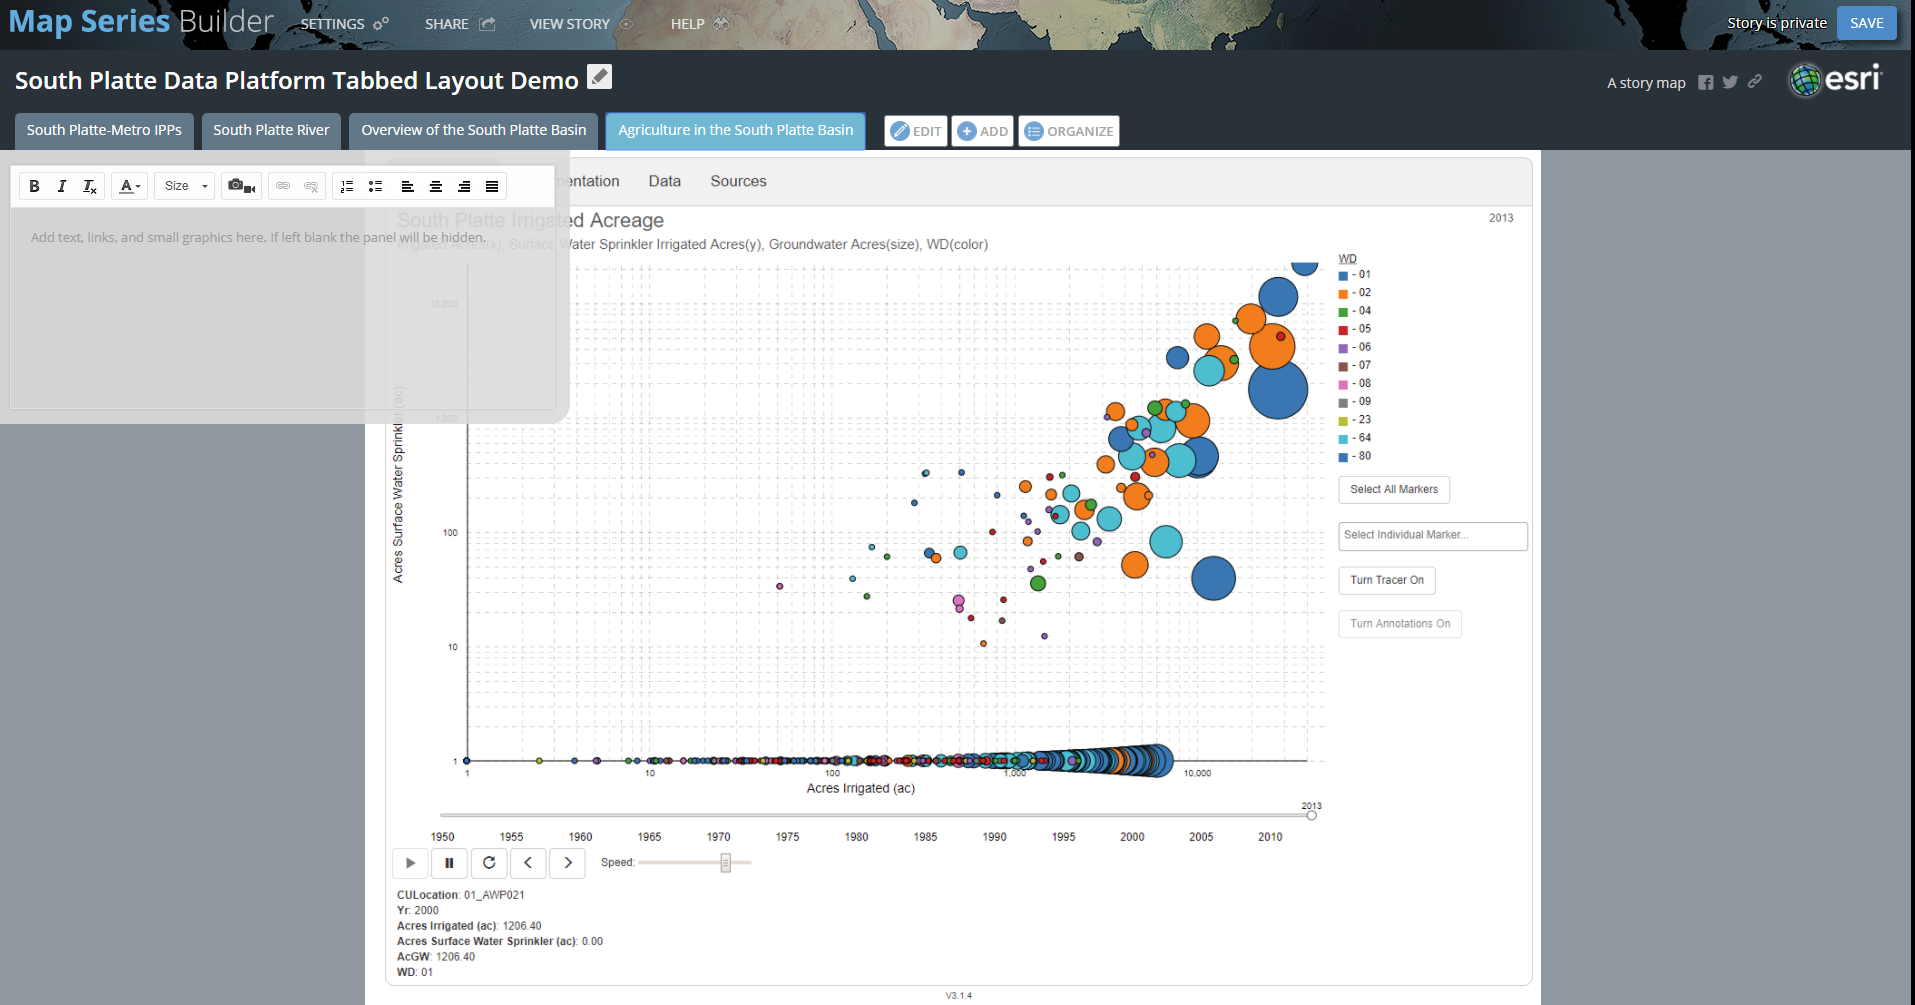 Map Series Builder SETTINGS SHARE VIEW STORY HELP Story is private SAVE
South Platte Data Platform Tabbed Layout Demo A story map esri
South Platte-Metro IPPs South Platte River Overview of the South Platte Basin Agriculture in the South Platte Basin EDIT ADD ORGANIZE
B I Tx A Size entation Data Sources
South Platte Irrigated Acreage 2013
Add text, links, and small graphics here. If left blank the panel will be hidden.
Irrigated Acres(x), Surface Water Sprinkler Irrigated Acres(y), Groundwater Acres(size), WD(color)
WD
- 01
- 02
- 04
- 05
- 06
- 07
- 08
- 09
- 23
- 64
- 80
Select All Markers
Select Individual Marker...
Turn Tracer On
Turn Annotations On
Acres Surface Water Sprinkler (ac)
10,000
1,000
100
10
1
1 10 100 1,000 10,000
Acres Irrigated (ac)
2013
1950 1955 1960 1965 1970 1975 1980 1985 1990 1995 2000 2005 2010
Speed:
CULocation: 01_AWP021
Yr: 2000
Acres Irrigated (ac): 1206.40
Acres Surface Water Sprinkler (ac): 0.00
AcGW: 1206.40
WD: 01
V3.1.4